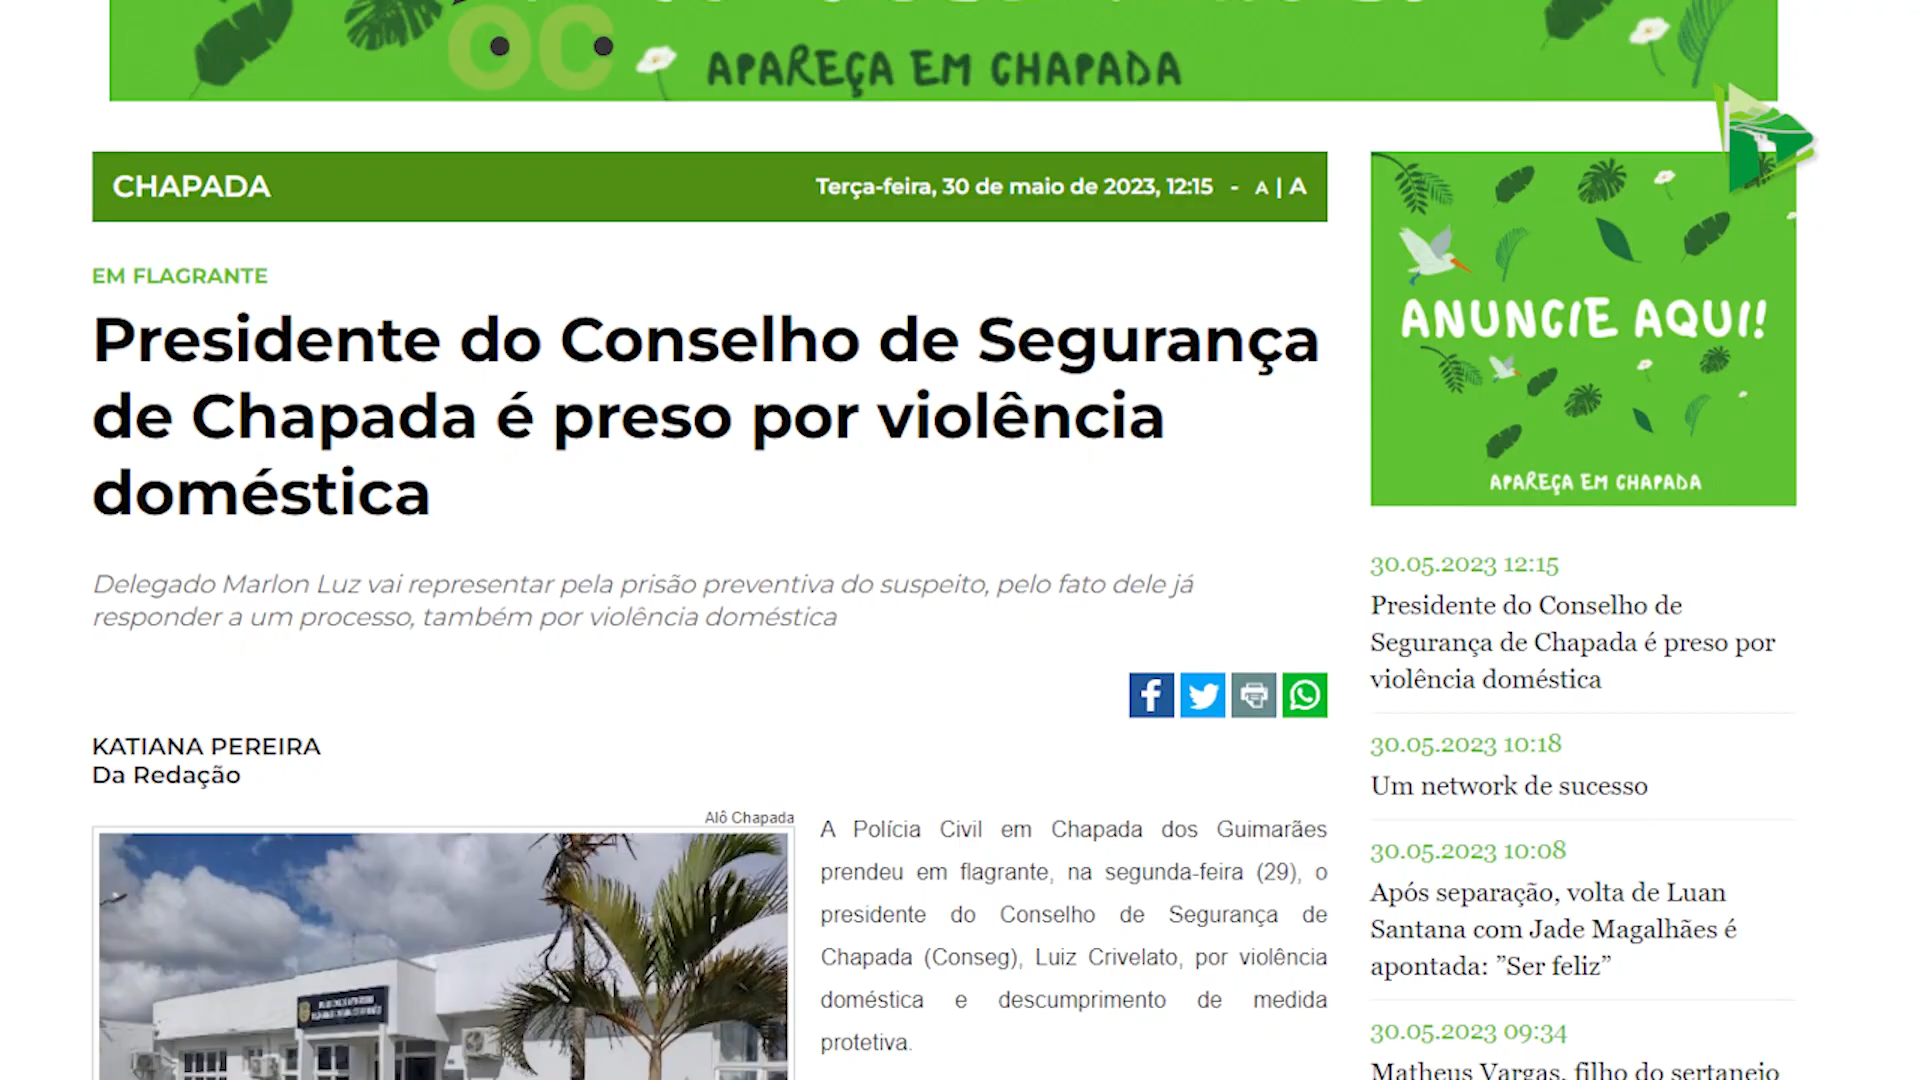 OC
APAREÇA EM CHAPADA
CHAPADA
Terça-feira, 30 de maio de 2023, 12:15 - A | A
EM FLAGRANTE
Presidente do Conselho de Segurança
de Chapada é preso por violência
doméstica
Delegado Marlon Luz vai representar pela prisão preventiva do suspeito, pelo fato dele já
responder a um processo, também por violência doméstica
KATIANA PEREIRA
Da Redação
Alô Chapada
A Polícia Civil em Chapada dos Guimarães
prendeu em flagrante, na segunda-feira (29), o
presidente do Conselho de Segurança de
Chapada (Conseg), Luiz Crivelato, por violência
doméstica e descumprimento de medida
protetiva.
ANUNCIE AQUI!
APAREÇA EM CHAPADA
30.05.2023 12:15
Presidente do Conselho de
Segurança de Chapada é preso por
violência doméstica
30.05.2023 10:18
Um network de sucesso
30.05.2023 10:08
Após separação, volta de Luan
Santana com Jade Magalhães é
apontada: ”Ser feliz”
30.05.2023 09:34
Matheus Vargas, filho do sertanejo